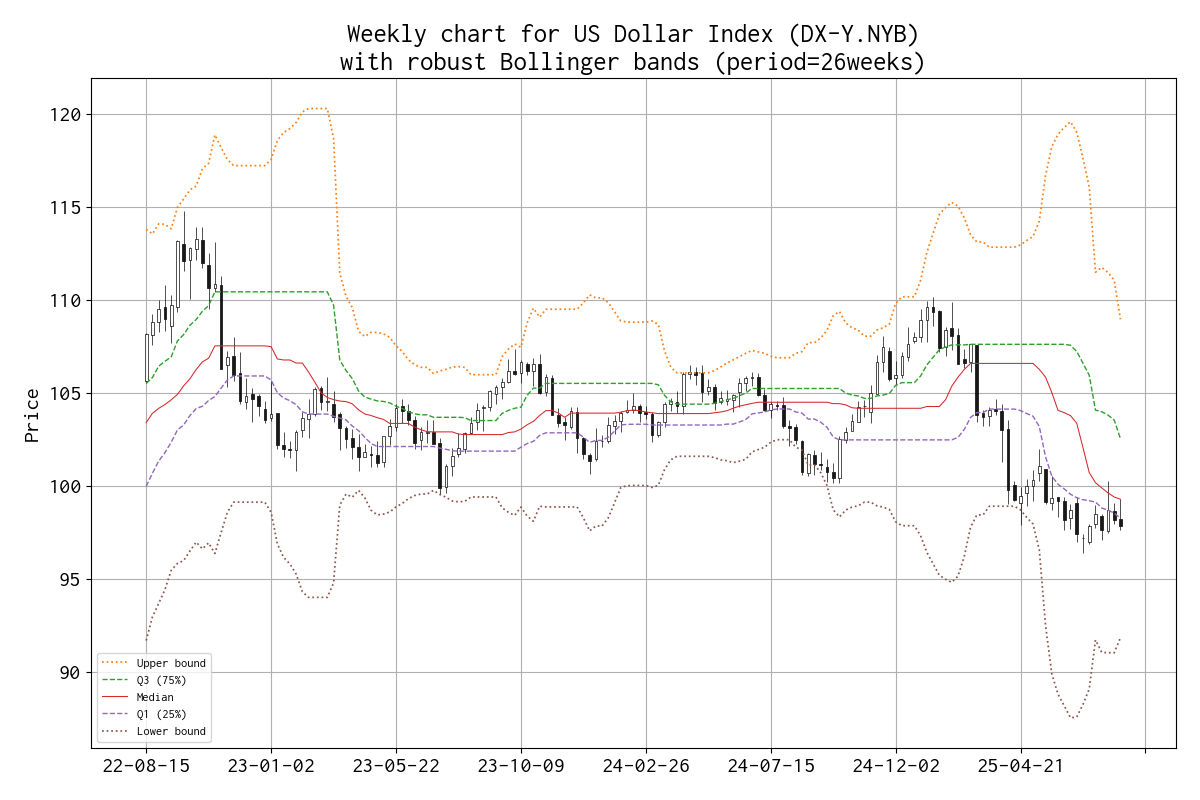 Weekly chart for US Dollar Index (DX-Y.NYB)
with robust Bollinger bands (period=26weeks)
120
115
110
105
100
95
90
Price
Upper bound
Q3 (75%)
Median
Q1 (25%)
Lower bound
22-08-15 23-01-02 23-05-22 23-10-09 24-02-26 24-07-15 24-12-02 25-04-21